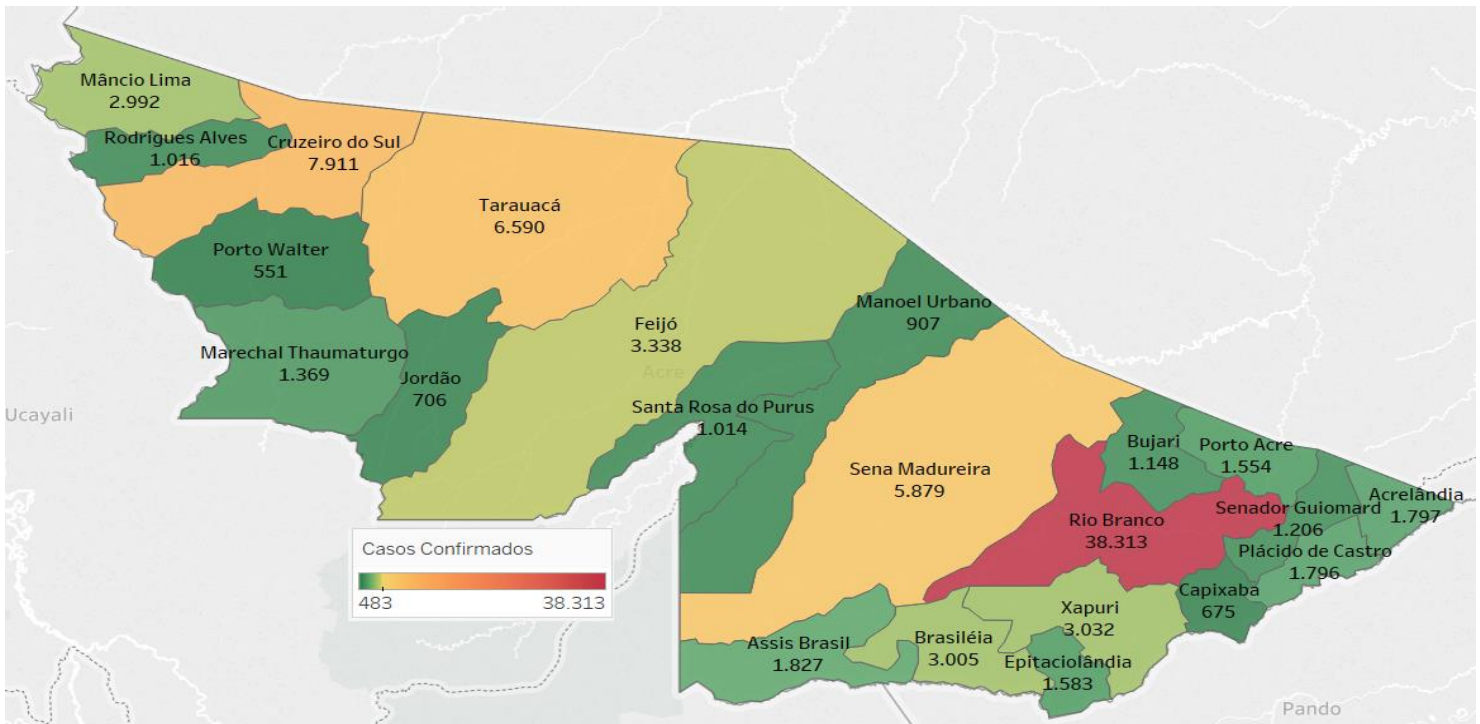 Mâncio Lima
2.992
Rodrigues Alves
1.016
Cruzeiro do Sul
7.911
Tarauacá
6.590
Porto Walter
551
Marechal Thaumaturgo
1.369
Jordão
706
Feijó
3.338
Acre
Manoel Urbano
907
Santa Rosa do Purus
1.014
Sena Madureira
5.879
Bujari
1.148
Porto Acre
1.554
Rio Branco
38.313
Senador Guiomard
1.206
Acrelândia
1.797
Plácido de Castro
1.796
Capixaba
675
Xapuri
3.032
Assis Brasil
1.827
Brasiléia
3.005
Epitaciolândia
1.583
Ucayali
Pando
Casos Confirmados
483
38.313